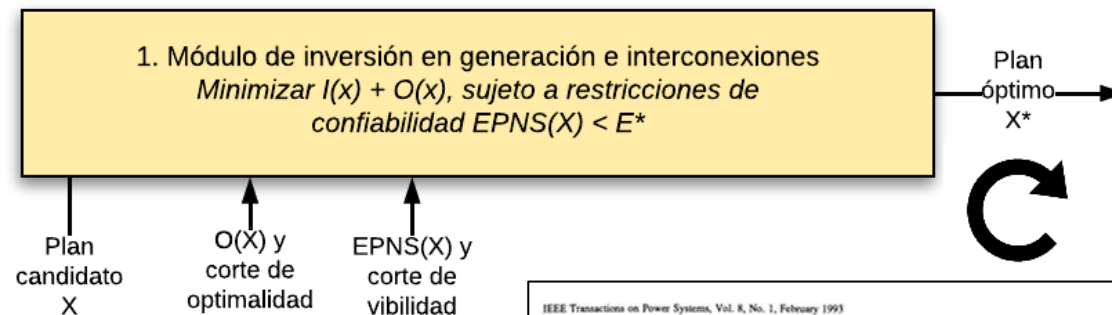 1. Módulo de inversión en generación e interconexiones
Minimizar I(x) + O(x), sujeto a restricciones de
confiabilidad EPNS(X) < E*
Plan
óptimo
X*
Plan
candidato
X
O(X) y
corte de
optimalidad
EPNS(X) y
corte de
vibilidad
IEEE Transactions on Power Systems, Vol. 8, No. 1, February 1993